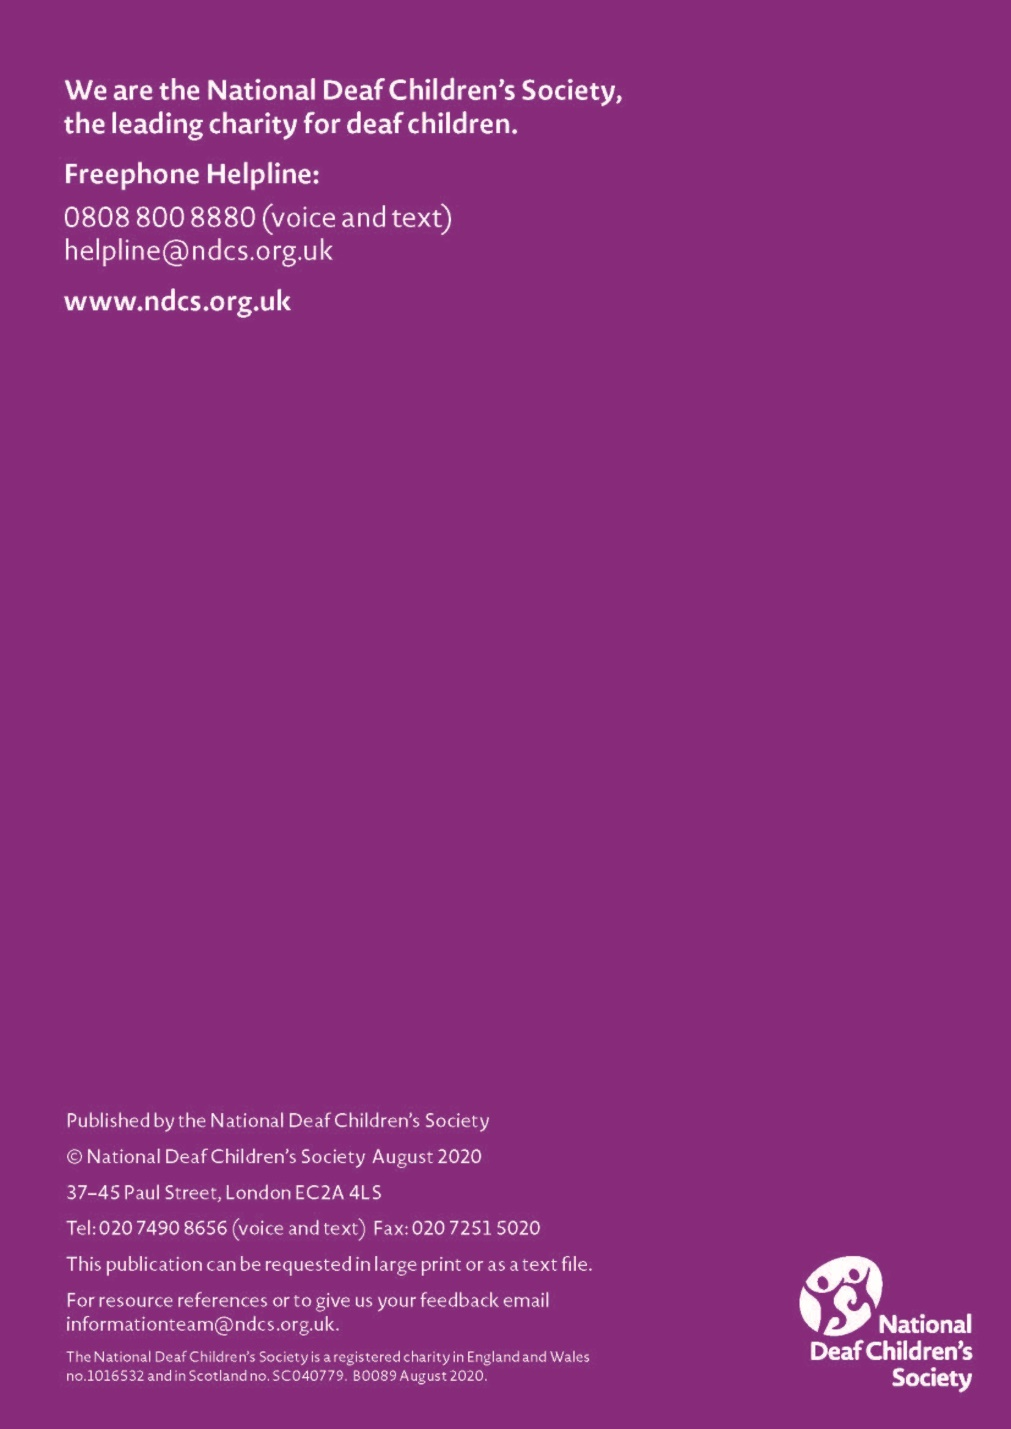 We are the National Deaf Children's Society,
the leading charity for deaf children.
Freephone Helpline:
0808 800 8880 (voice and text)
helpline@ndcs.org.uk
www.ndcs.org.uk
Published by the National Deaf Children's Society
© National Deaf Children's Society August 2020
37–45 Paul Street, London EC2A 4LS
Tel: 020 7490 8656 (voice and text) Fax: 020 7251 5020
This publication can be requested in large print or as a text file.
For resource references or to give us your feedback email
informationteam@ndcs.org.uk.
The National Deaf Children's Society is a registered charity in England and Wales
no.1016532 and in Scotland no. SC040779. B0089 August 2020.
National
Deaf Children's
Society